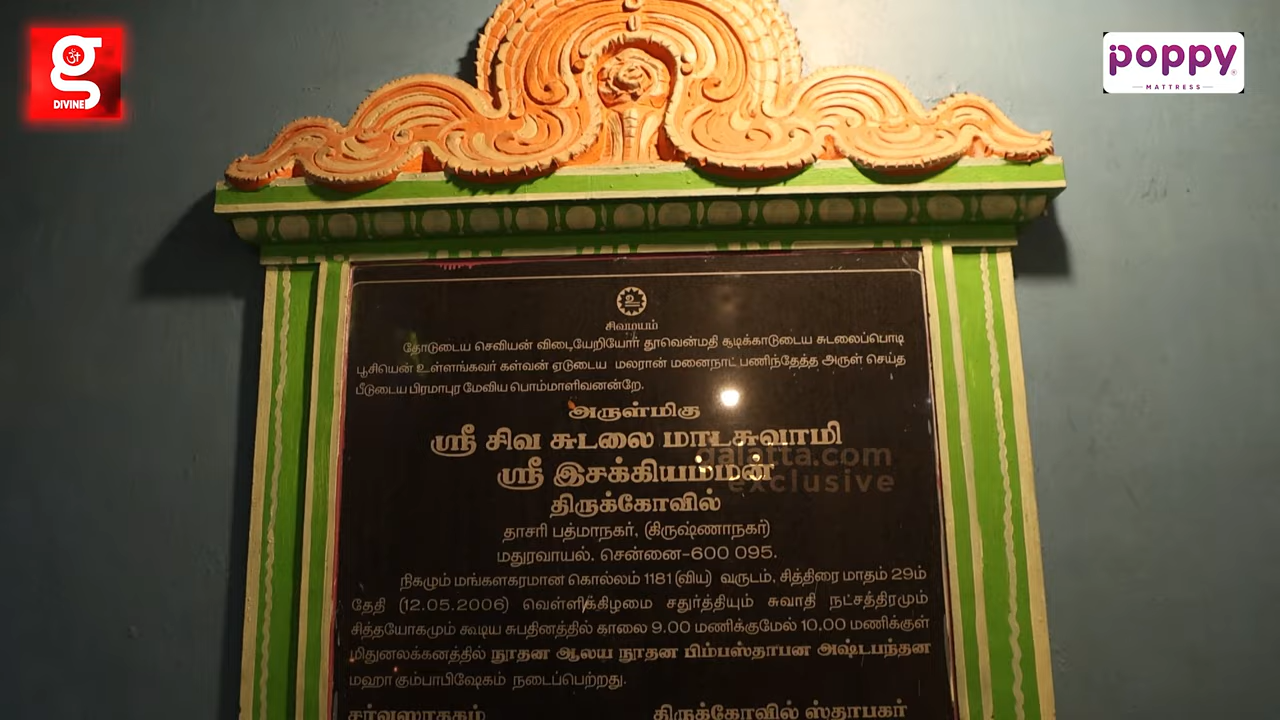 g
DIVINE
poppy
MATTRESS
உ
சிவமயம்
தோடுடைய செவியன் விடையேறியோர் தூவெண்மதி சூடிக்காடுடைய சுடலைப்பொடி
பூசியென் உள்ளங்கவர் கள்வன் ஏடுடைய மலரான் மனைநாட் பணிந்தேத்த அருள் செய்த
பீடுடைய பிரமாபுர மேவிய பொம்மாளிவனன்றே.
அருள்மிகு
ஸ்ரீ சிவ சுடலை மாடசுவாமி
ஸ்ரீ இசக்கியம்மன்
திருக்கோவில்
galatta.com
exclusive
தாசரி பத்மாநகர், (கிருஷ்ணாநகர்)
மதுரவாயல். சென்னை-600 095.
நிகமும் மங்களகரமான கொல்லம் 1181 (விய) வருடம், சித்திரை மாதம் 29ம்
தேதி (12.05.2006) வெள்ளிக்கிழமை சதுர்த்தியும் சுவாதி நட்சத்திரமும்
சித்தயோகமும் கூடிய சுபதினத்தில் காலை 9.00 மணிக்குமேல் 10.00 மணிக்குள்
மிதுனலக்கனத்தில் நூதன ஆலய நூதன பிம்பஸ்தாபன அஷ்டபந்தன
மஹா கும்பாபிஷேகம் நடைப்பெற்றது.
திருக்கோவில் ஸ்தாபகர்